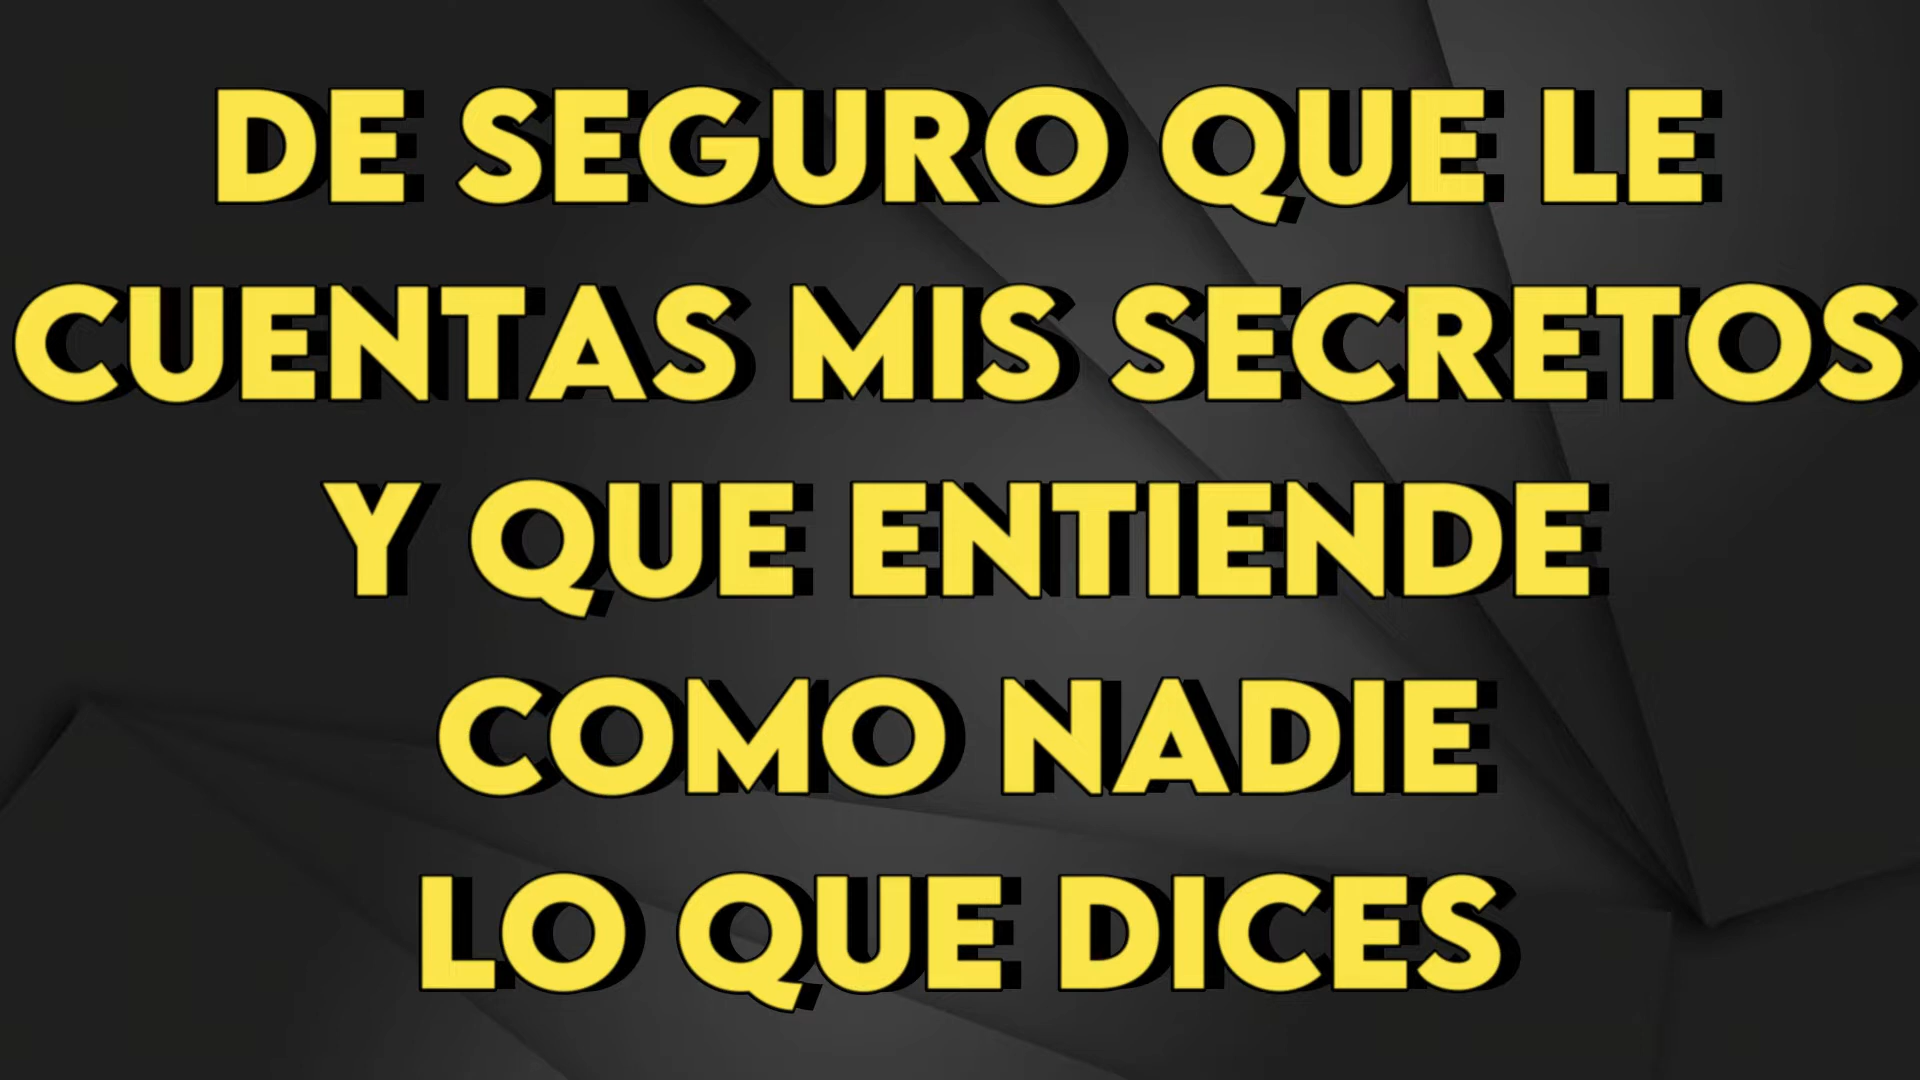 DE SEGURO QUE LE
CUENTAS MIS SECRETOS
Y QUE ENTIENDE
COMO NADIE
LO QUE DICES